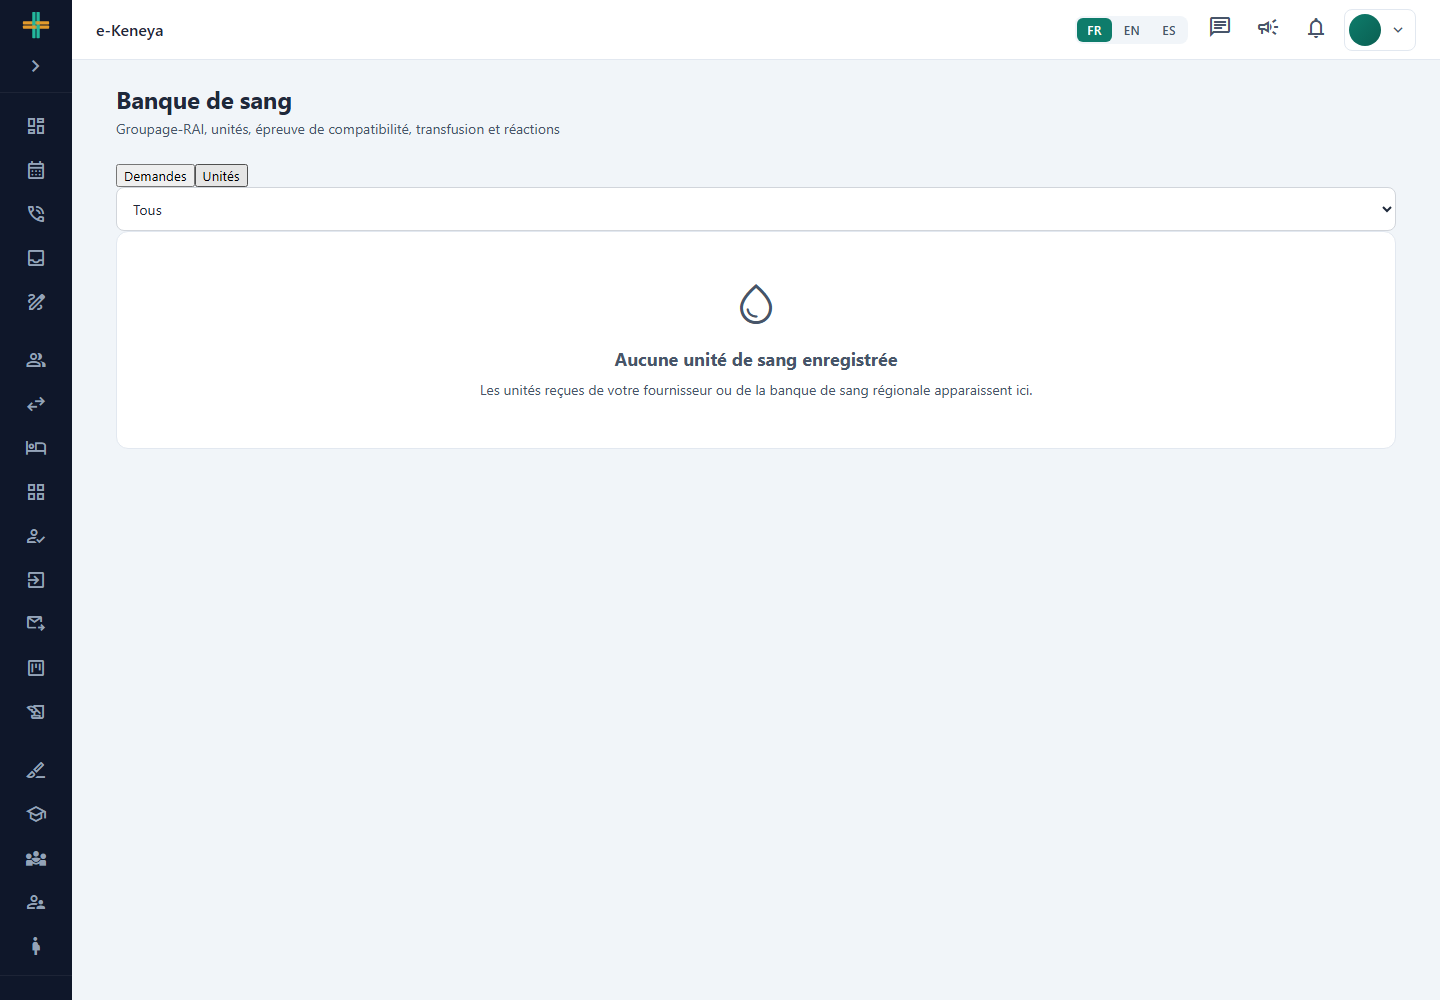 e-Keneya
FR EN ES
Banque de sang
Groupage-RAI, unités, épreuve de compatibilité, transfusion et réactions
Demandes Unités
Tous
Aucune unité de sang enregistrée
Les unités reçues de votre fournisseur ou de la banque de sang régionale apparaissent ici.